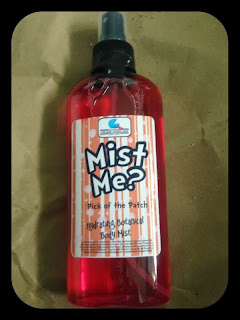 Mist
Me?
Pick of the Patch
Hydrating Botanical
Body Mist